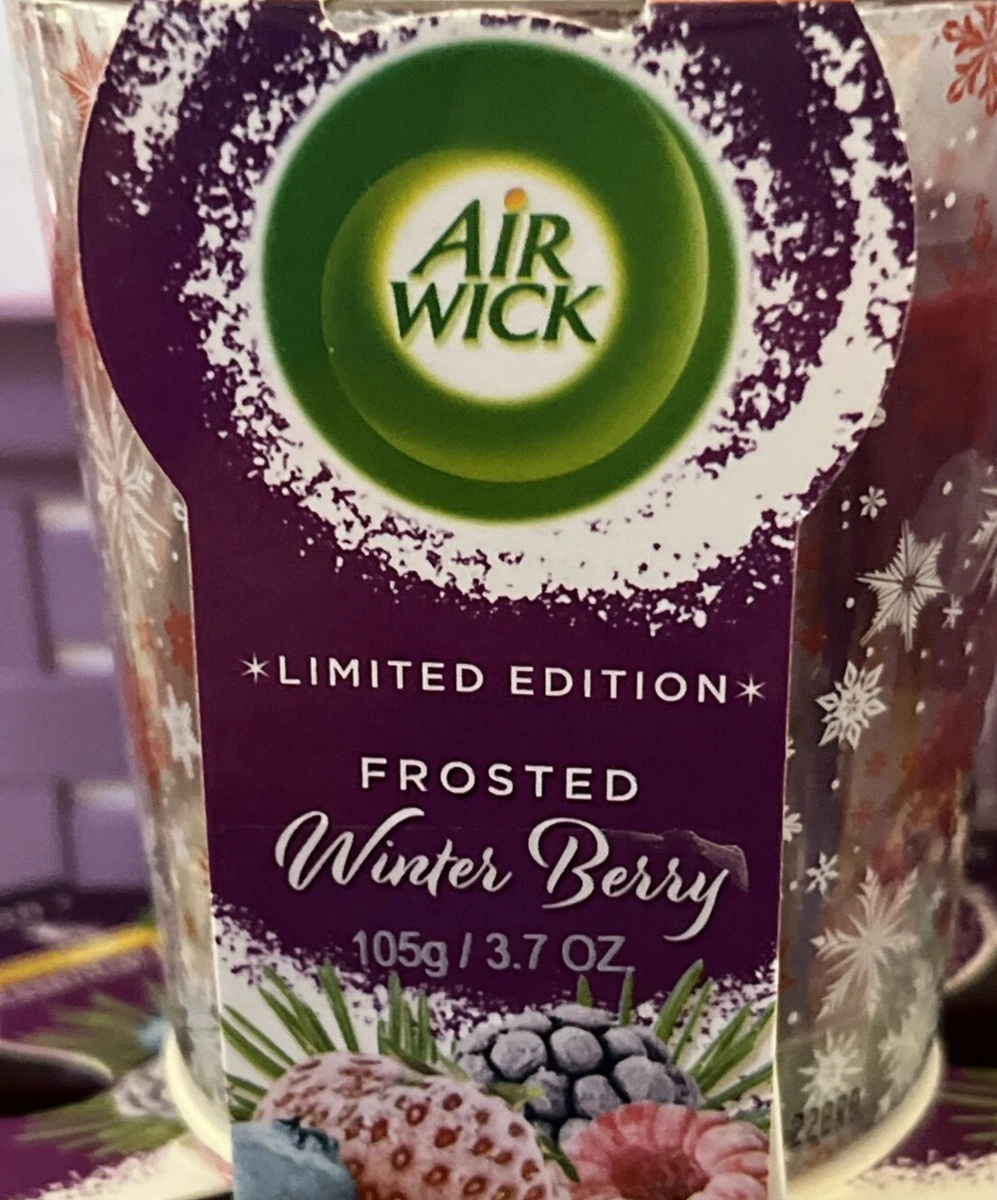 AiR
WICK
LIMITED EDITION
FROSTED
Winter Berry
105g / 3.7 OZ